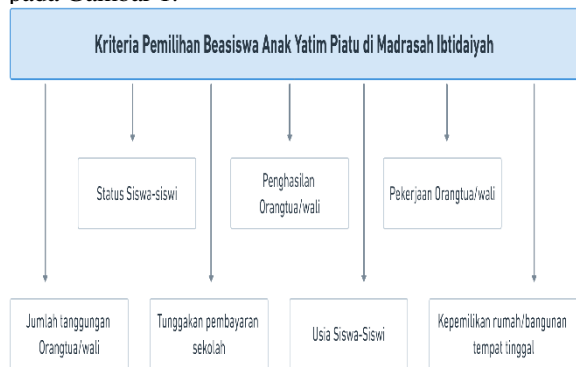 pada Gambar 1.
Kriteria Pemilihan Beasiswa Anak Yatim Piatu di Madrasah Ibtidaiyah
Status Siswa-siswi
Penghasilan
Orangtua/wali
Pekerjaan Orangtua/wali
Jumlah tanggungan
Orangtua/wali
Tunggakan pembayaran
sekolah
Usia Siswa-Siswi
Kepemilikan rumah/bangunan
tempat tinggal